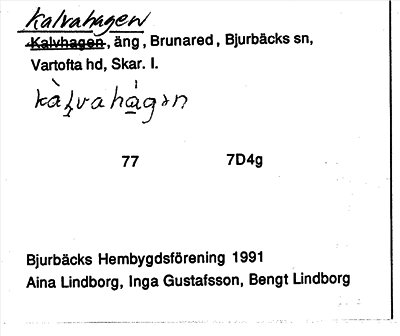 Kalvahagen
Kalvhagen, äng, Brunared, Bjurbäcks sn,
Vartofta hd, Skar. l.
77 7D4g
Bjurbäcks Hembygdsförening 1991
Aina Lindborg, Inga Gustafsson, Bengt Lindborg